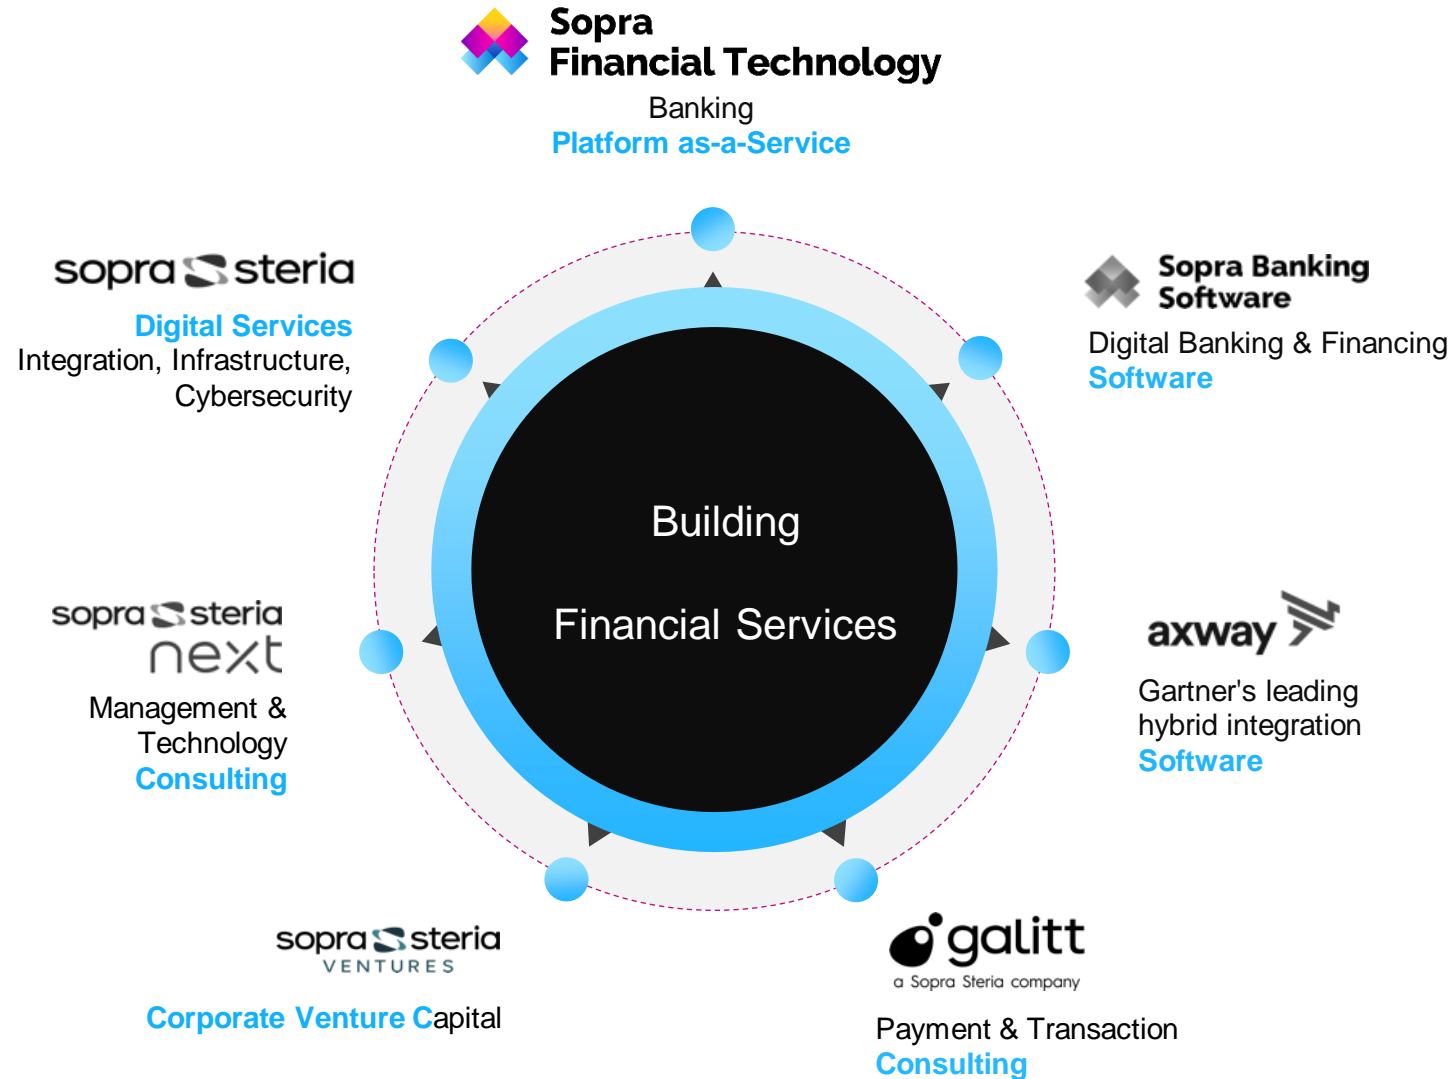 Sopra
Financial Technology
Banking
Platform as-a-Service
sopra steria
Digital Services
Integration, Infrastructure,
Cybersecurity
Sopra Banking
Software
Digital Banking & Financing
Software
Building
Financial Services
sopra steria
next
Management &
Technology
Consulting
axway
Gartner's leading
hybrid integration
Software
sopra steria
VENTURES
Corporate Venture Capital
galitt
a Sopra Steria company
Payment & Transaction
Consulting